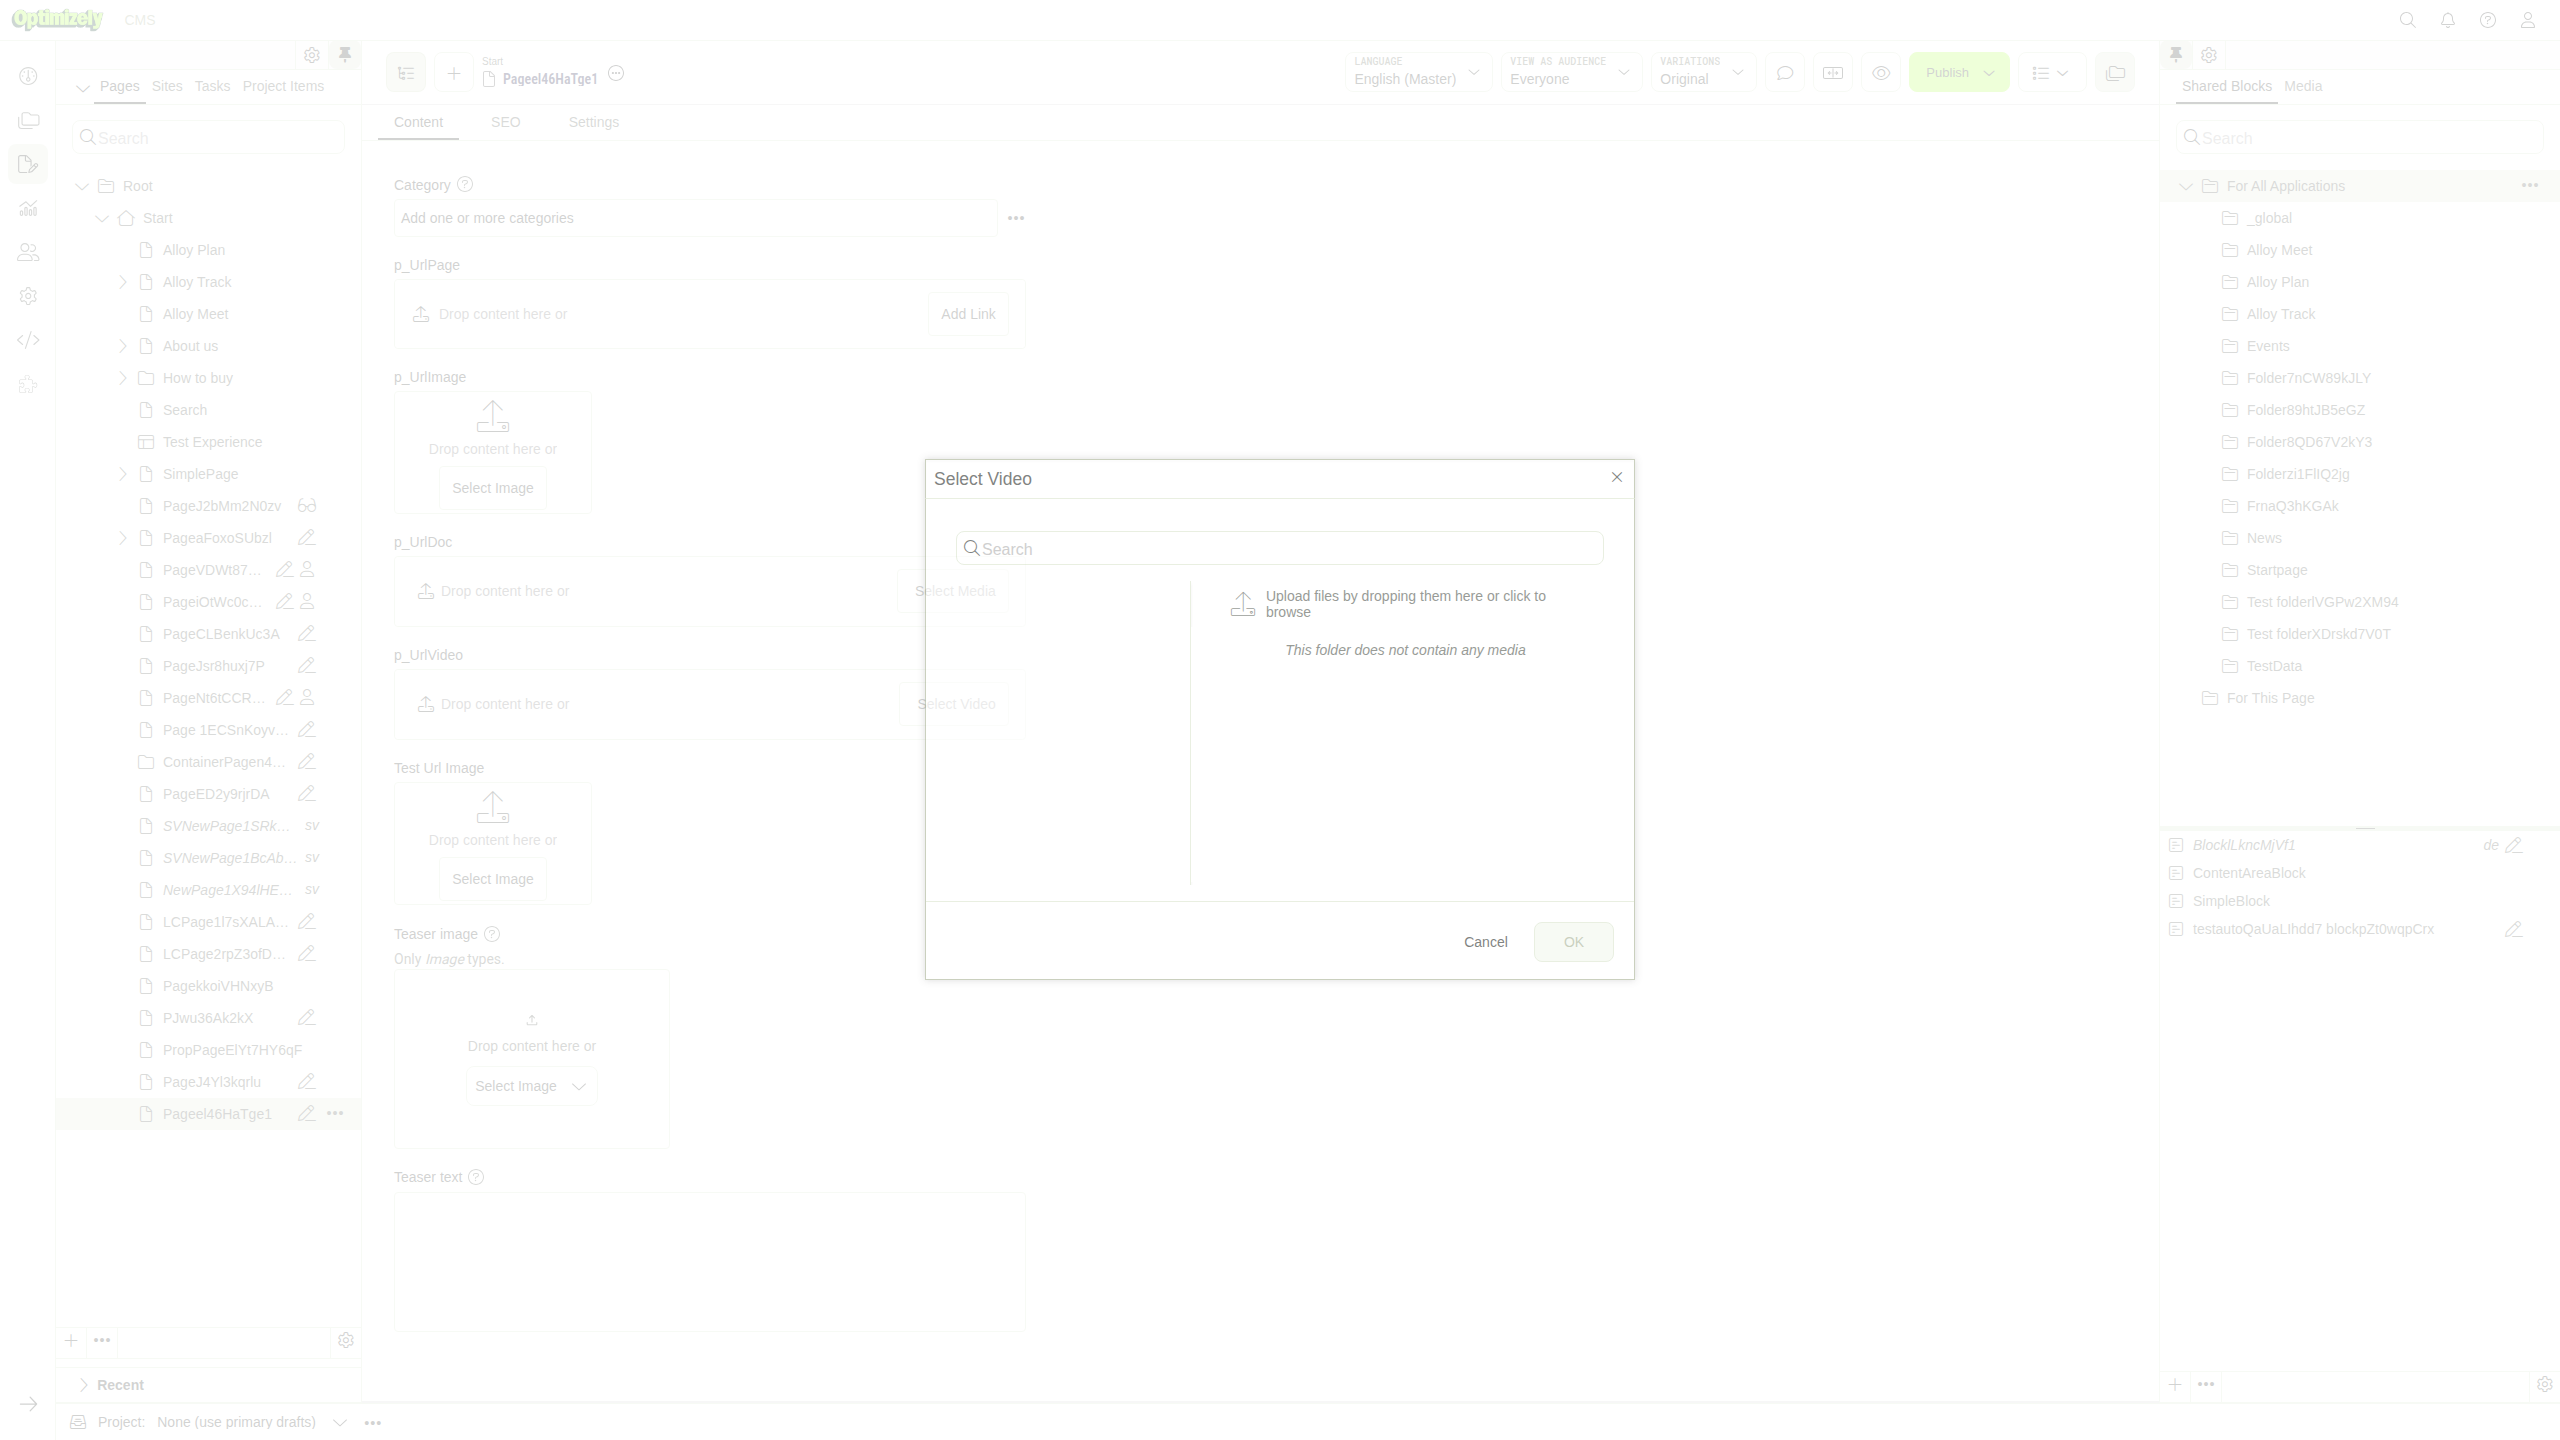 Optimizely
CMS
Pages Sites Tasks Project Items
Search
Root
Start
Alloy Plan
Alloy Track
Alloy Meet
About us
How to buy
Search
Test Experience
SimplePage
PageJ2bMm2N0zv
PageaFoxoSUbzl
PageVDWt87…
PageiOtWc0c…
PageCLBenkUc3A
PageJsr8huxj7P
PageNt6tCCR…
Page 1ECSnKoyv…
ContainerPagen4…
PageED2y9rjrDA
SVNewPage1SRk… sv
SVNewPage1BcAb… sv
NewPage1X94lHE… sv
LCPage1l7sXALA…
LCPage2rpZ3ofD…
PagekkoiVHNxyB
PJwu36Ak2kX
PropPageElYt7HY6qF
PageJ4Yl3kqrlu
Pageel46HaTge1
Recent
Project: None (use primary drafts)
Start
Pageel46HaTge1
LANGUAGE
English (Master)
VIEW AS AUDIENCE
Everyone
VARIATIONS
Original
Publish
Content SEO Settings
Category
Add one or more categories
p_UrlPage
Drop content here or
Add Link
p_UrlImage
Drop content here or
Select Image
p_UrlDoc
Drop content here or
Select Media
p_UrlVideo
Drop content here or
Select Video
Test Url Image
Drop content here or
Select Image
Teaser image
Only Image types.
Drop content here or
Select Image
Teaser text
Select Video
Search
Upload files by dropping them here or click to
browse
This folder does not contain any media
Cancel
OK
Shared Blocks Media
Search
For All Applications
_global
Alloy Meet
Alloy Plan
Alloy Track
Events
Folder7nCW89kJLY
Folder89htJB5eGZ
Folder8QD67V2kY3
Folderzi1FlIQ2jg
FrnaQ3hKGAk
News
Startpage
Test folderlVGPw2XM94
Test folderXDrskd7V0T
TestData
For This Page
BlocklLkncMjVf1 de
ContentAreaBlock
SimpleBlock
testautoQaUaLIhdd7 blockpZt0wqpCrx